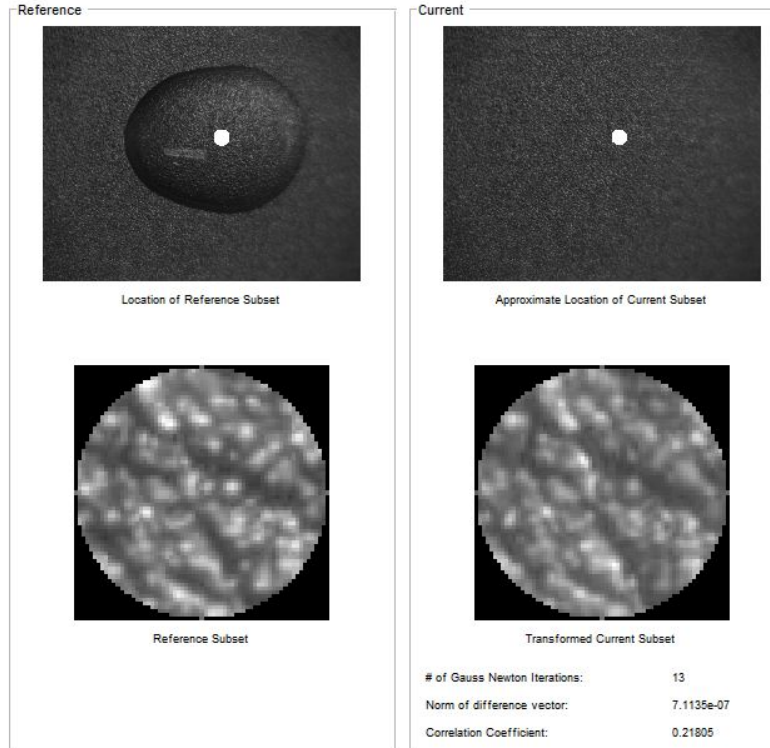 Reference
Location of Reference Subset
Reference Subset
Current
Approximate Location of Current Subset
Transformed Current Subset
# of Gauss Newton Iterations: 13
Norm of difference vector: 7.1135e-07
Correlation Coefficient: 0.21805